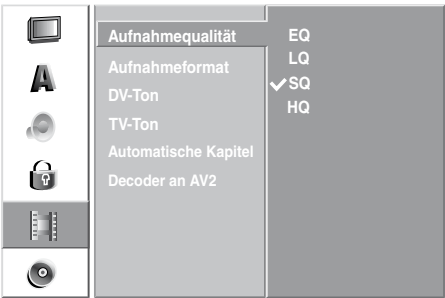 Aufnahmequalität
Aufnahmeformat
DV-Ton
TV-Ton
Automatische Kapitel
Decoder an AV2
EQ
LQ
SQ
HQ
A